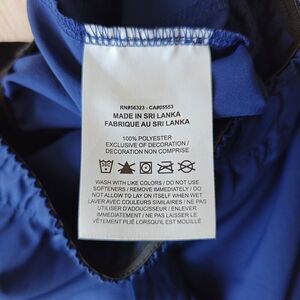 RN#56323 - CA#05553
MADE IN SRI LANKA
FABRIQUE AU SRI LANKA
100% POLYESTER
EXCLUSIVE OF DECORATION /
DECORATION NON COMPRISE
WASH WITH LIKE COLORS / DO NOT USE
SOFTENERS / REMOVE IMMEDIATELY / DO
NOT ALLOW TO LAY ON ITSELF WHEN WET
LAVER AVEC COULEURS SIMILAIRES / NE PAS
UTILISER D'ADOUCISSEUR / ENLEVER
IMMEDIATEMENT / NE PAS LAISSER LE
VÊTEMENT PLIÉ LORSQU'IL EST MOUILLÉ